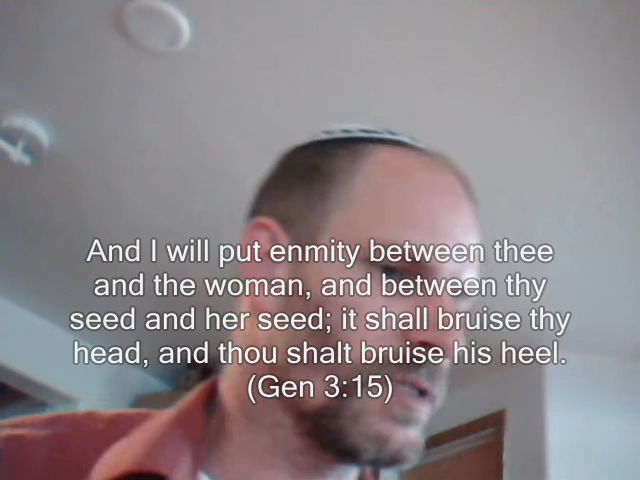 And I will put enmity between thee
and the woman, and between thy
seed and her seed; it shall bruise thy
head, and thou shalt bruise his heel.
(Gen 3:15)